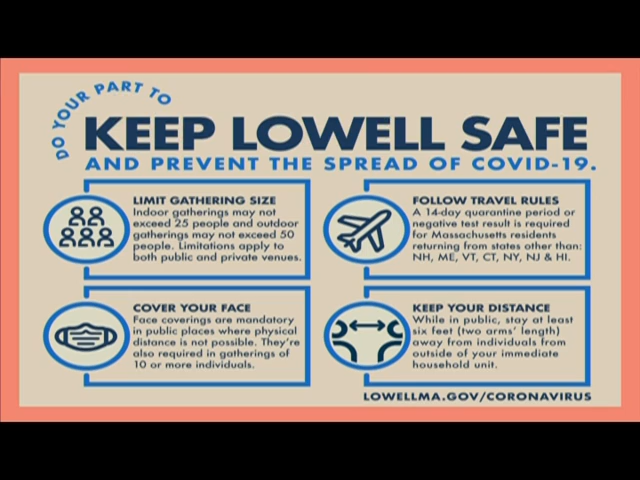 DO YOUR PART TO
KEEP LOWELL SAFE
AND PREVENT THE SPREAD OF COVID-19.
LIMIT GATHERING SIZE
Indoor gatherings may not
exceed 25 people and outdoor
gatherings may not exceed 50
people. Limitations apply to
both public and private venues.
FOLLOW TRAVEL RULES
A 14-day quarantine period or
negative test result is required
for Massachusetts residents
returning from states other than:
NH, ME, VT, CT, NY, NJ & HI.
COVER YOUR FACE
Face coverings are mandatory
in public places where physical
distance is not possible. They're
also required in gatherings of
10 or more individuals.
KEEP YOUR DISTANCE
While in public, stay at least
six feet (two arms' length)
away from individuals from
outside of your immediate
household unit.
LOWELLMA.GOV/CORONAVIRUS